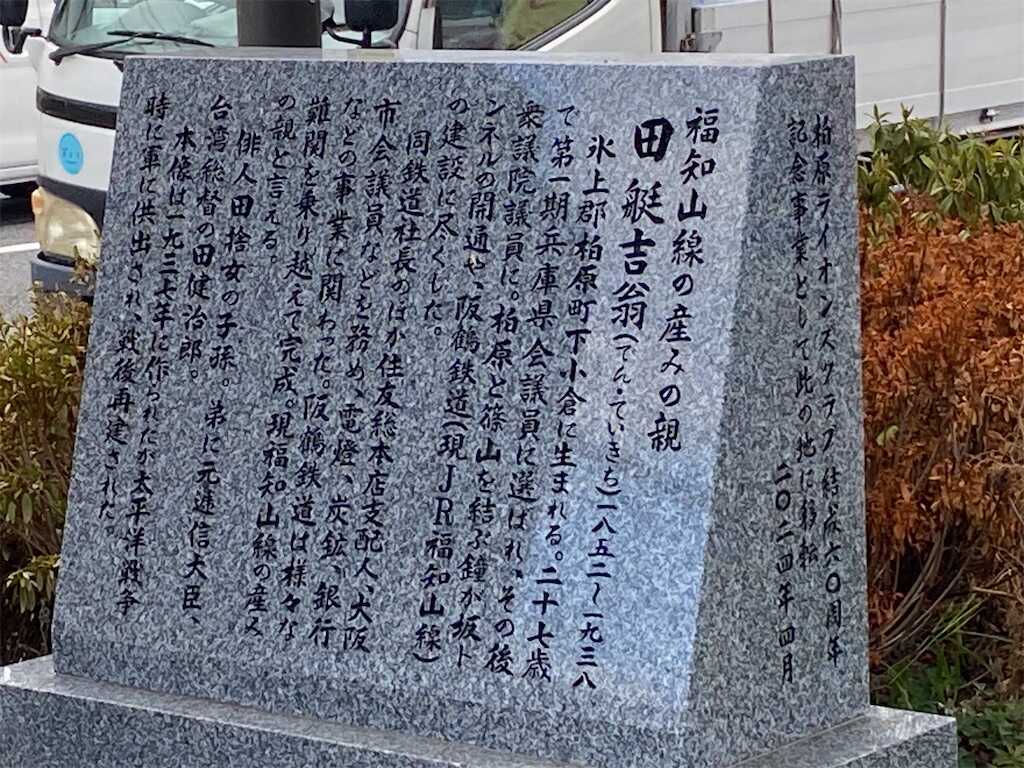 福知山線の産みの親
田艇吉翁(でん・ていきち)一八五二〜一九三八
氷上郡柏原町下小倉に生まれる。二十七歳
で第一期兵庫県会議員に選ばれ、その後
衆議院議員に。柏原と篠山を結ぶ鐘が坂ト
ンネルの開通や、阪鶴鉄道(現JR福知山線)
の建設に尽くした。
同鉄道社長のほか住友総本店支配人、大阪
市会議員などを務め、電燈、炭鉱、銀行
などの事業に関わった。阪鶴鉄道は様々な
難関を乗り越えて完成。現福知山線の産み
の親と言える。
俳人田捨女の子孫。弟に元逓信大臣、
台湾総督の田健治郎。
本像は一九三七年に作られたが太平洋戦争
時に軍に供出され、戦後再建された。
柏原ライオンズクラブ結成六〇周年
記念事業として此の地に移転
二〇二四年四月